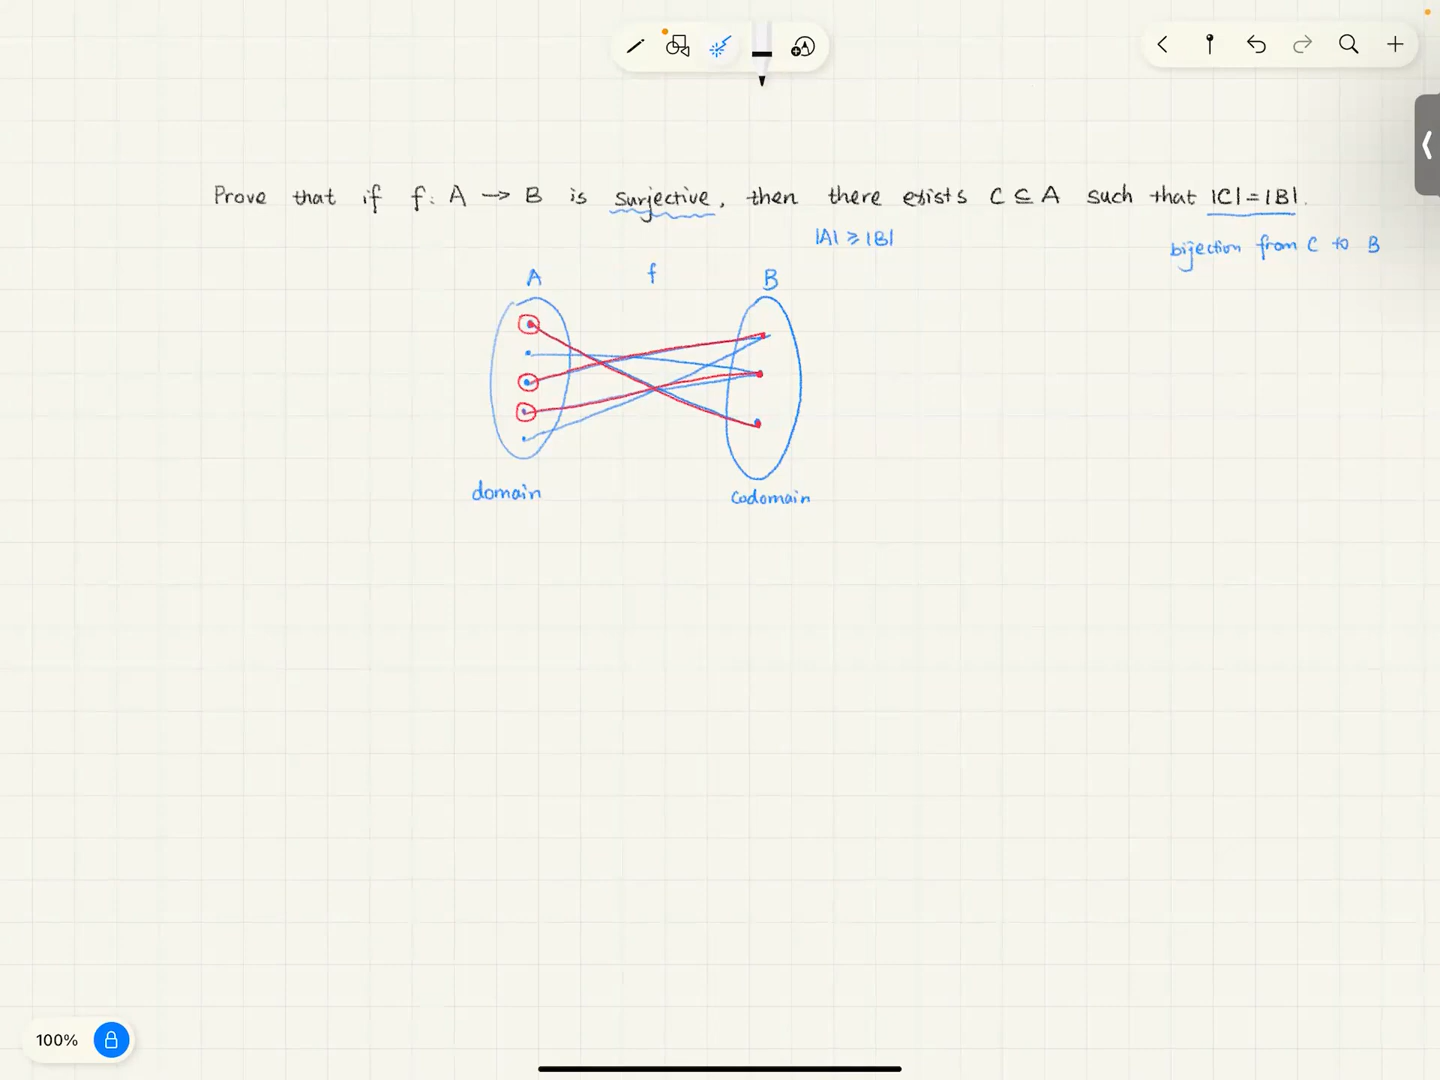 Prove that if f: A → B is surjective, then there exists C ⊆ A such that |C|=|B|.
|A| ⩾ |B|
bijection from C to B
A f B
domain codomain
100%